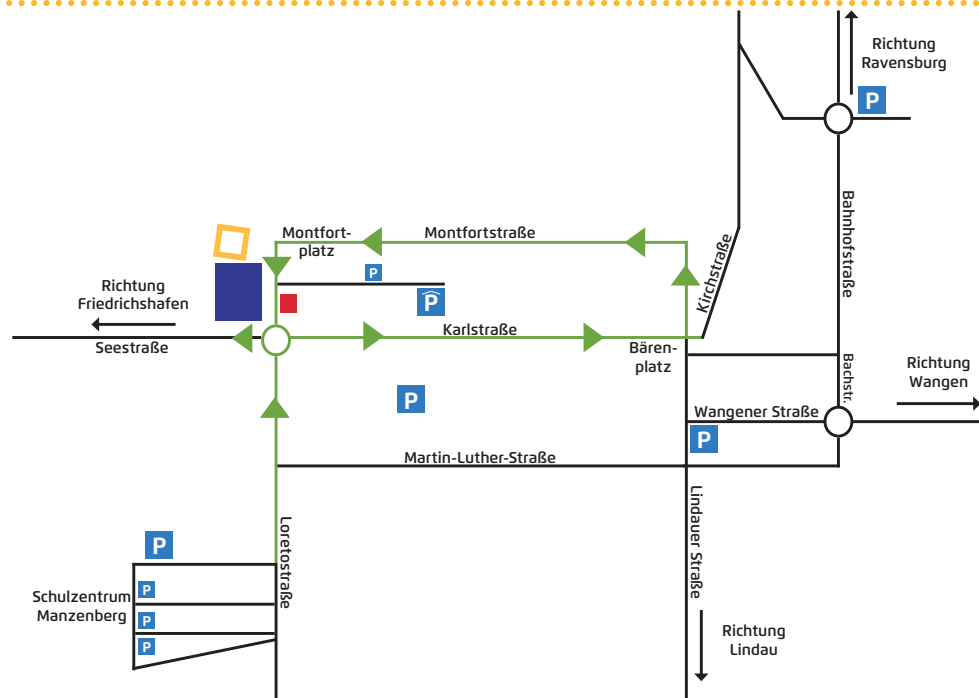 Richtung
Ravensburg
P
Bahnhofstraße
Kirchstraße
Montfort-
platz
Montfortstraße
P
P
Richtung
Friedrichshafen
Seestraße
Karlstraße
Bären-
platz
Bachstr.
Richtung
Wangen
P
Wangener Straße
P
Martin-Luther-Straße
Loretostraße
Lindauer Straße
P
P
P
P
Schulzentrum
Manzenberg
Richtung
Lindau